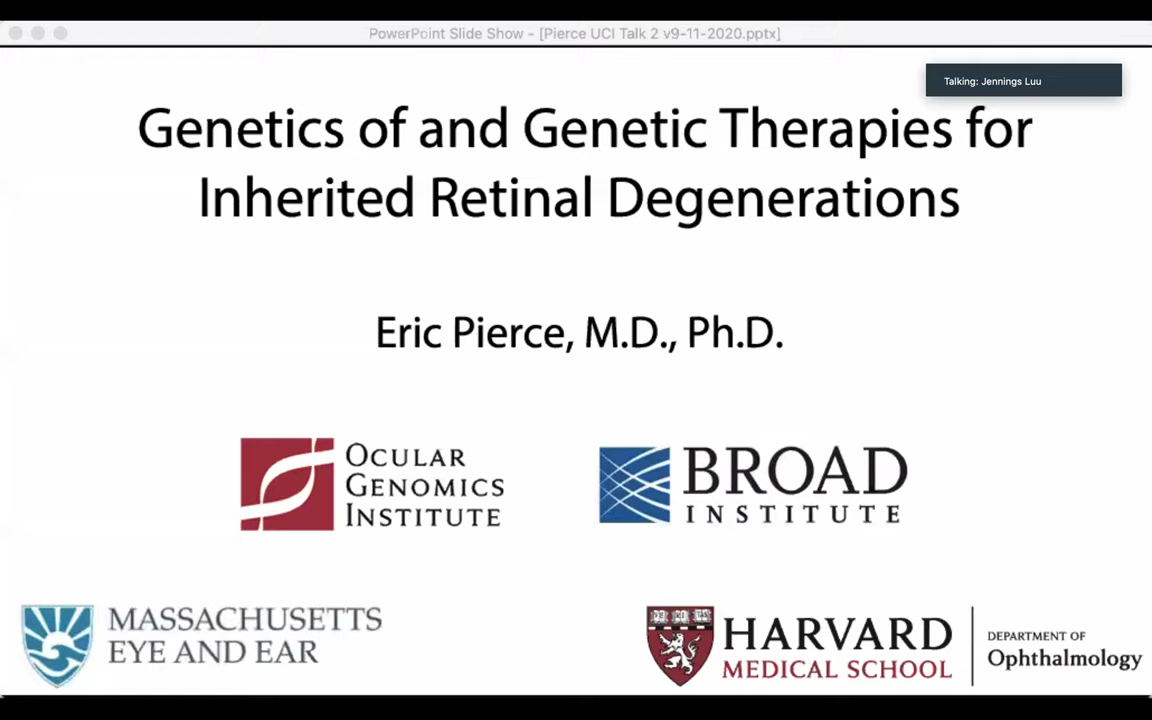 PowerPoint Slide Show - [Pierce UCI Talk 2 v9-11-2020.pptx]
Talking: Jennings Luu
Genetics of and Genetic Therapies for
Inherited Retinal Degenerations
Eric Pierce, M.D., Ph.D.
OCULAR
GENOMICS
INSTITUTE
BROAD
INSTITUTE
MASSACHUSETTS
EYE AND EAR
HARVARD
MEDICAL SCHOOL
DEPARTMENT OF
Ophthalmology